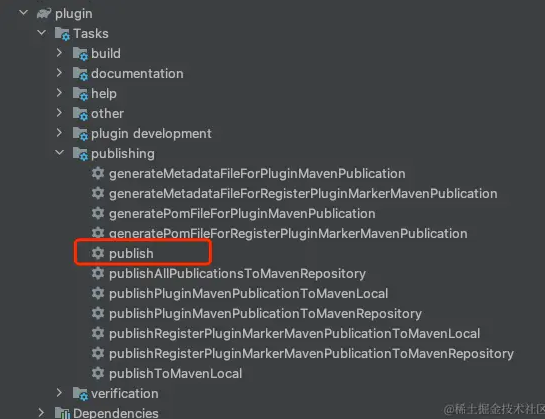 plugin
Tasks
build
documentation
help
other
plugin development
publishing
generateMetadataFileForPluginMavenPublication
generateMetadataFileForRegisterPluginMarkerMavenPublication
generatePomFileForPluginMavenPublication
generatePomFileForRegisterPluginMarkerMavenPublication
publish
publishAllPublicationsToMavenRepository
publishPluginMavenPublicationToMavenLocal
publishPluginMavenPublicationToMavenRepository
publishRegisterPluginMarkerMavenPublicationToMavenLocal
publishRegisterPluginMarkerMavenPublicationToMavenRepository
publishToMavenLocal
verification
Dependencies
@稀土掘金技术社区